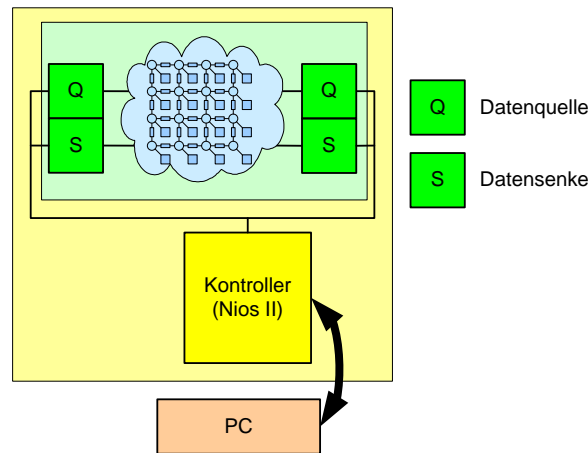 Q
Q
Q
Datenquelle
S
S
S
Datensenke
Kontroller
(Nios II)
PC